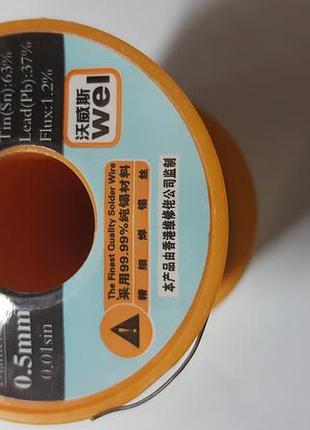 Tin(Sn):63%
Lead(Pb):37%
Flux:1.2%
沃威斯
wel
The Finest Quality Solder Wire
采用99.99%纯锡材料
精细焊锡丝
本产品由香港维修佬公司监制
0.5mm
0.01sin